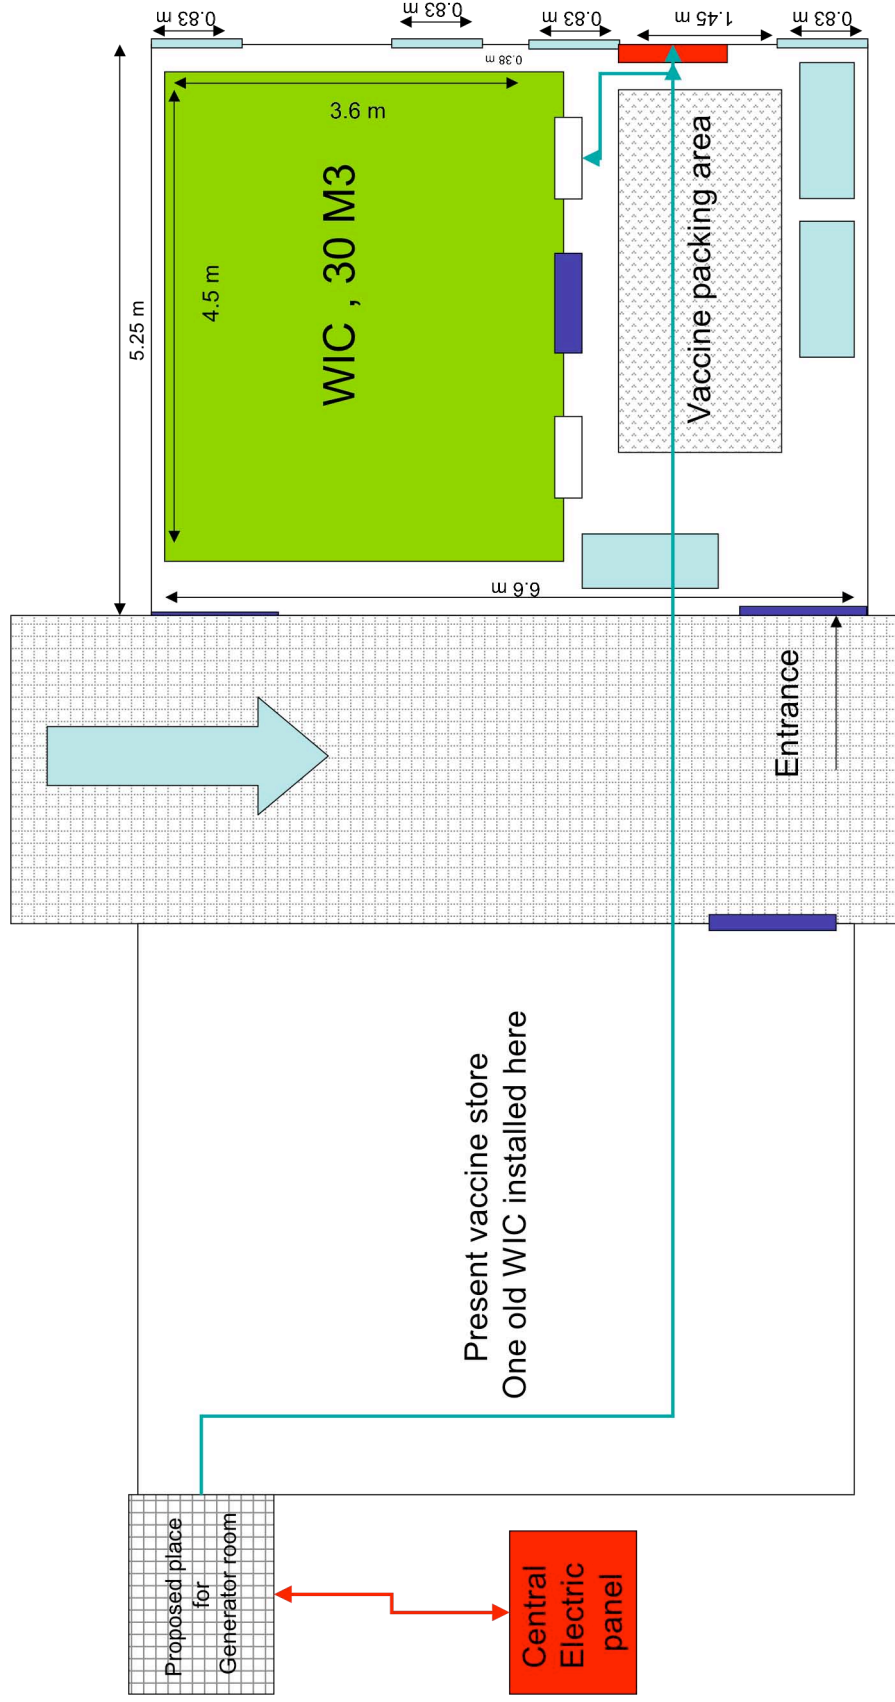 0.83 m
0.83 m
0.83 m
1.45 m
0.83 m
0.38 m
3.6 m
WIC , 30 M3
4.5 m
5.25 m
Vaccine packing area
6.6 m
Entrance
Present vaccine store
One old WIC installed here
Proposed place
for
Generator room
Central
Electric
panel